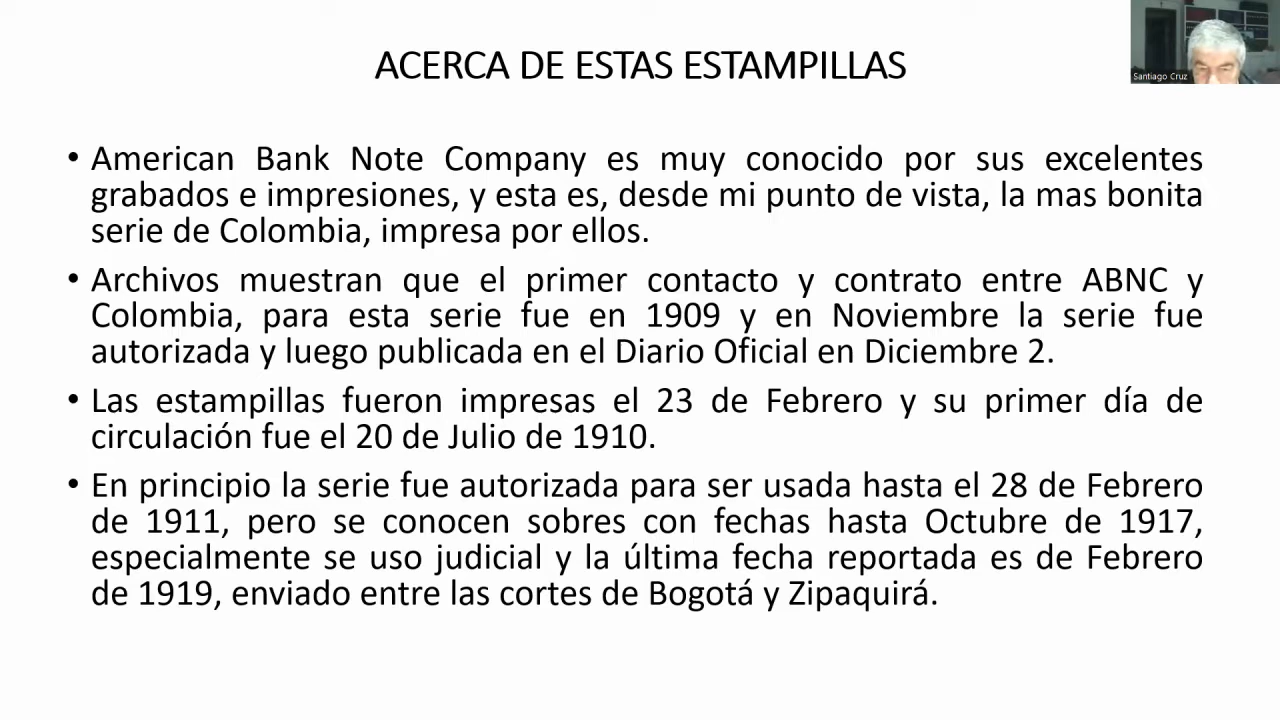 ACERCA DE ESTAS ESTAMPILLAS
Santiago Cruz
• American Bank Note Company es muy conocido por sus excelentes
grabados e impresiones, y esta es, desde mi punto de vista, la mas bonita
serie de Colombia, impresa por ellos.
• Archivos muestran que el primer contacto y contrato entre ABNC y
Colombia, para esta serie fue en 1909 y en Noviembre la serie fue
autorizada y luego publicada en el Diario Oficial en Diciembre 2.
• Las estampillas fueron impresas el 23 de Febrero y su primer día de
circulación fue el 20 de Julio de 1910.
• En principio la serie fue autorizada para ser usada hasta el 28 de Febrero
de 1911, pero se conocen sobres con fechas hasta Octubre de 1917,
especialmente se uso judicial y la última fecha reportada es de Febrero
de 1919, enviado entre las cortes de Bogotá y Zipaquirá.